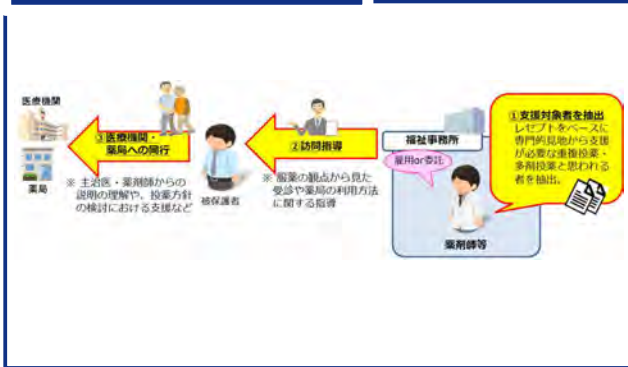 医療機関
薬局
③医療機関・
薬局への同行
※ 主治医・薬剤師からの
説明の理解や、投薬方針
の検討における支援など
被保護者
②訪問指導
※ 服薬の観点から見た
受診や薬局の利用方法
に関する指導
福祉事務所
雇用or委託
薬剤師等
①支援対象者を抽出
レセプトをベースに
専門的見地から支援
が必要な重複投薬・
多剤投薬と思われる
者を抽出。